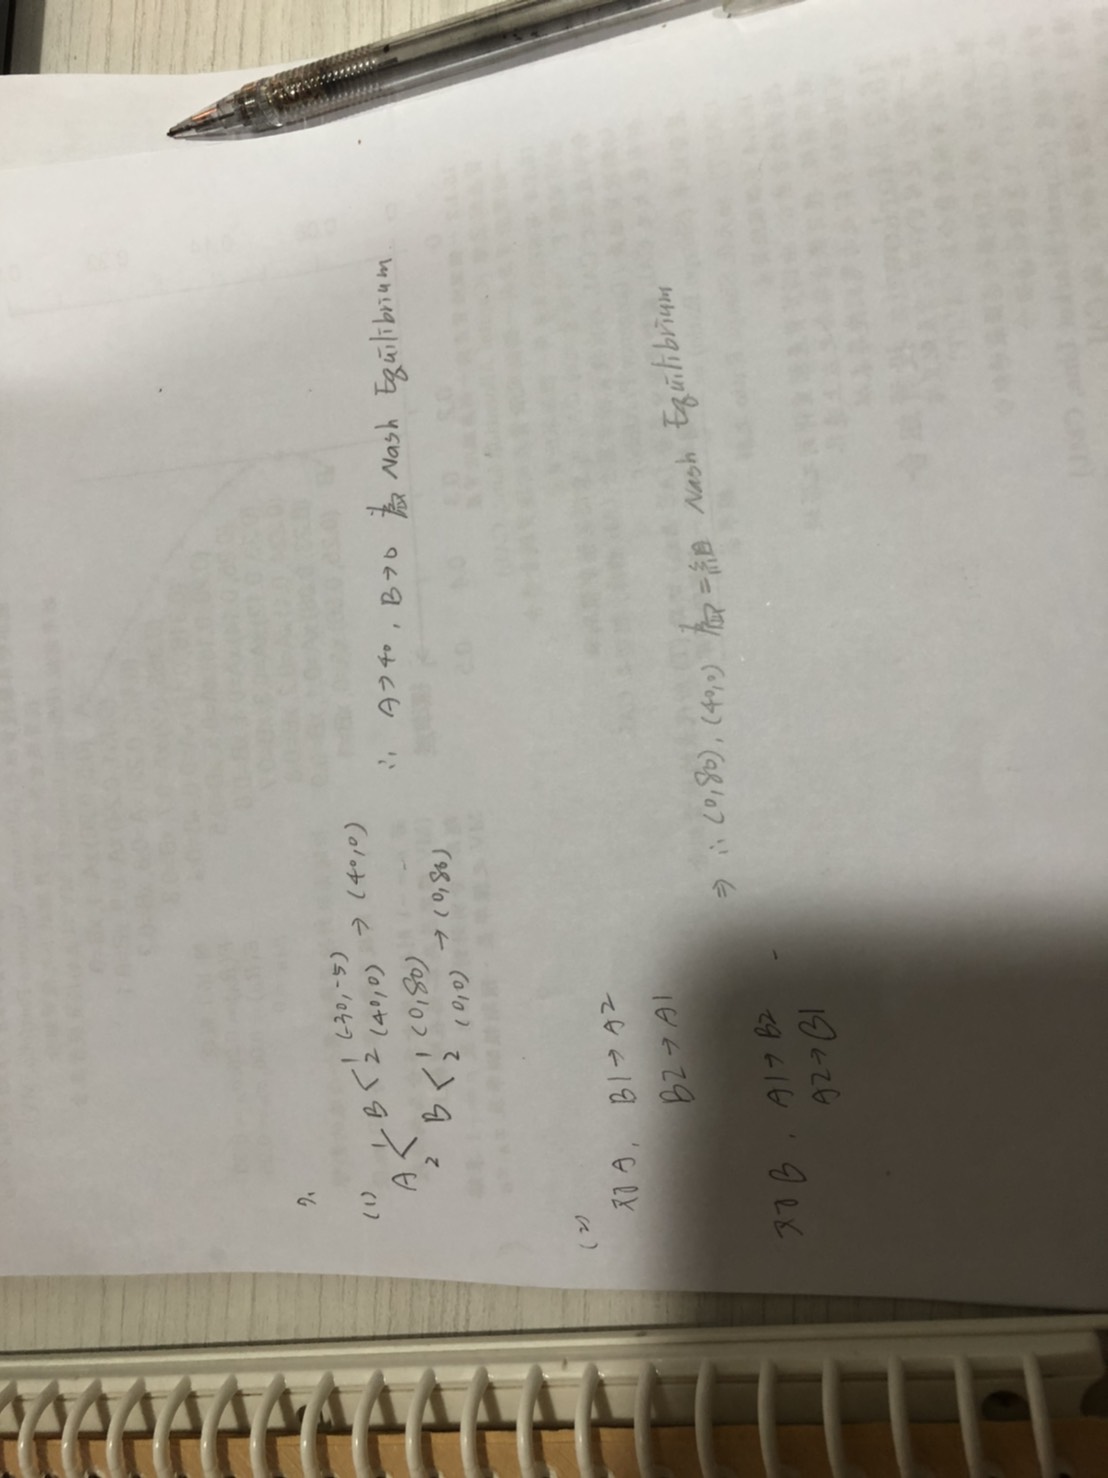 7.
(1)
A < 1 B < 1 (-30,-5)
2 (40,0) → (40,0) ∴ A→40, B→0 為 Nash Equilibrium
2 B < 1 (0,80)
2 (0,0) → (0,80)
(2)
對 A, B1→A2
B2→A1
⇒ ∴ (0,80), (40,0) 為二組 Nash Equilibrium
對 B, A1→B2
A2→B1